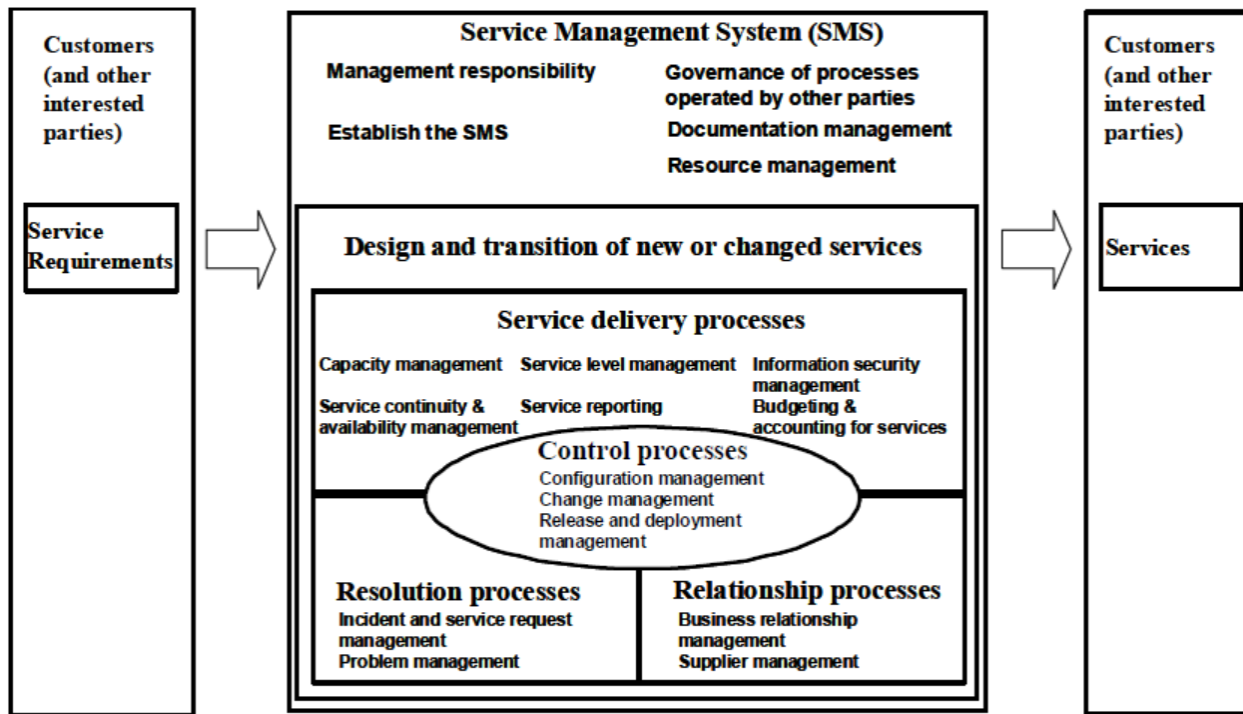 Customers
(and other
interested
parties)
Service
Requirements
Service Management System (SMS)
Management responsibility
Establish the SMS
Governance of processes
operated by other parties
Documentation management
Resource management
Design and transition of new or changed services
Service delivery processes
Capacity management
Service continuity &
availability management
Service level management
Service reporting
Information security
management
Budgeting &
accounting for services
Control processes
Configuration management
Change management
Release and deployment
management
Resolution processes
Incident and service request
management
Problem management
Relationship processes
Business relationship
management
Supplier management
Customers
(and other
interested
parties)
Services